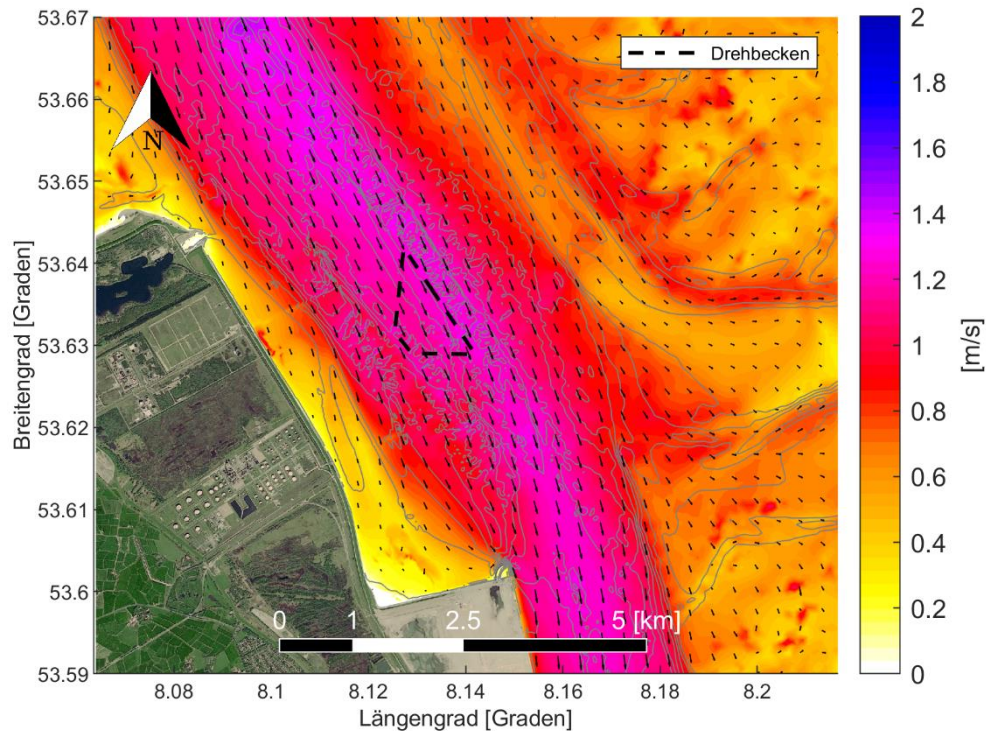 53.67
53.66
53.65
53.64
53.63
53.62
53.61
53.6
53.59
Breitengrad [Graden]
N
Drehbecken
0 1 2.5 5 [km]
8.08 8.1 8.12 8.14 8.16 8.18 8.2
Längengrad [Graden]
2
1.8
1.6
1.4
1.2
1
0.8
0.6
0.4
0.2
0
[m/s]